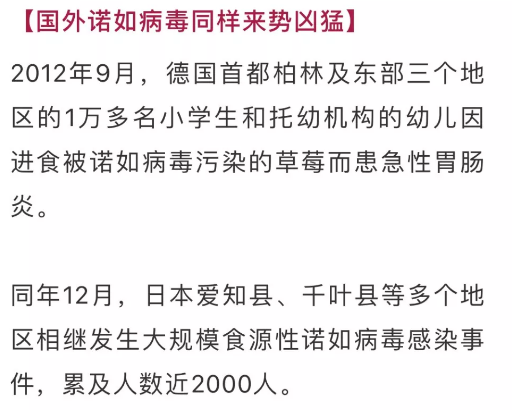 【国外诺如病毒同样来势凶猛】
2012年9月，德国首都柏林及东部三个地
区的1万多名小学生和托幼机构的幼儿因
进食被诺如病毒污染的草莓而患急性胃肠
炎。
同年12月，日本爱知县、千叶县等多个地
区相继发生大规模食源性诺如病毒感染事
件，累及人数近2000人。